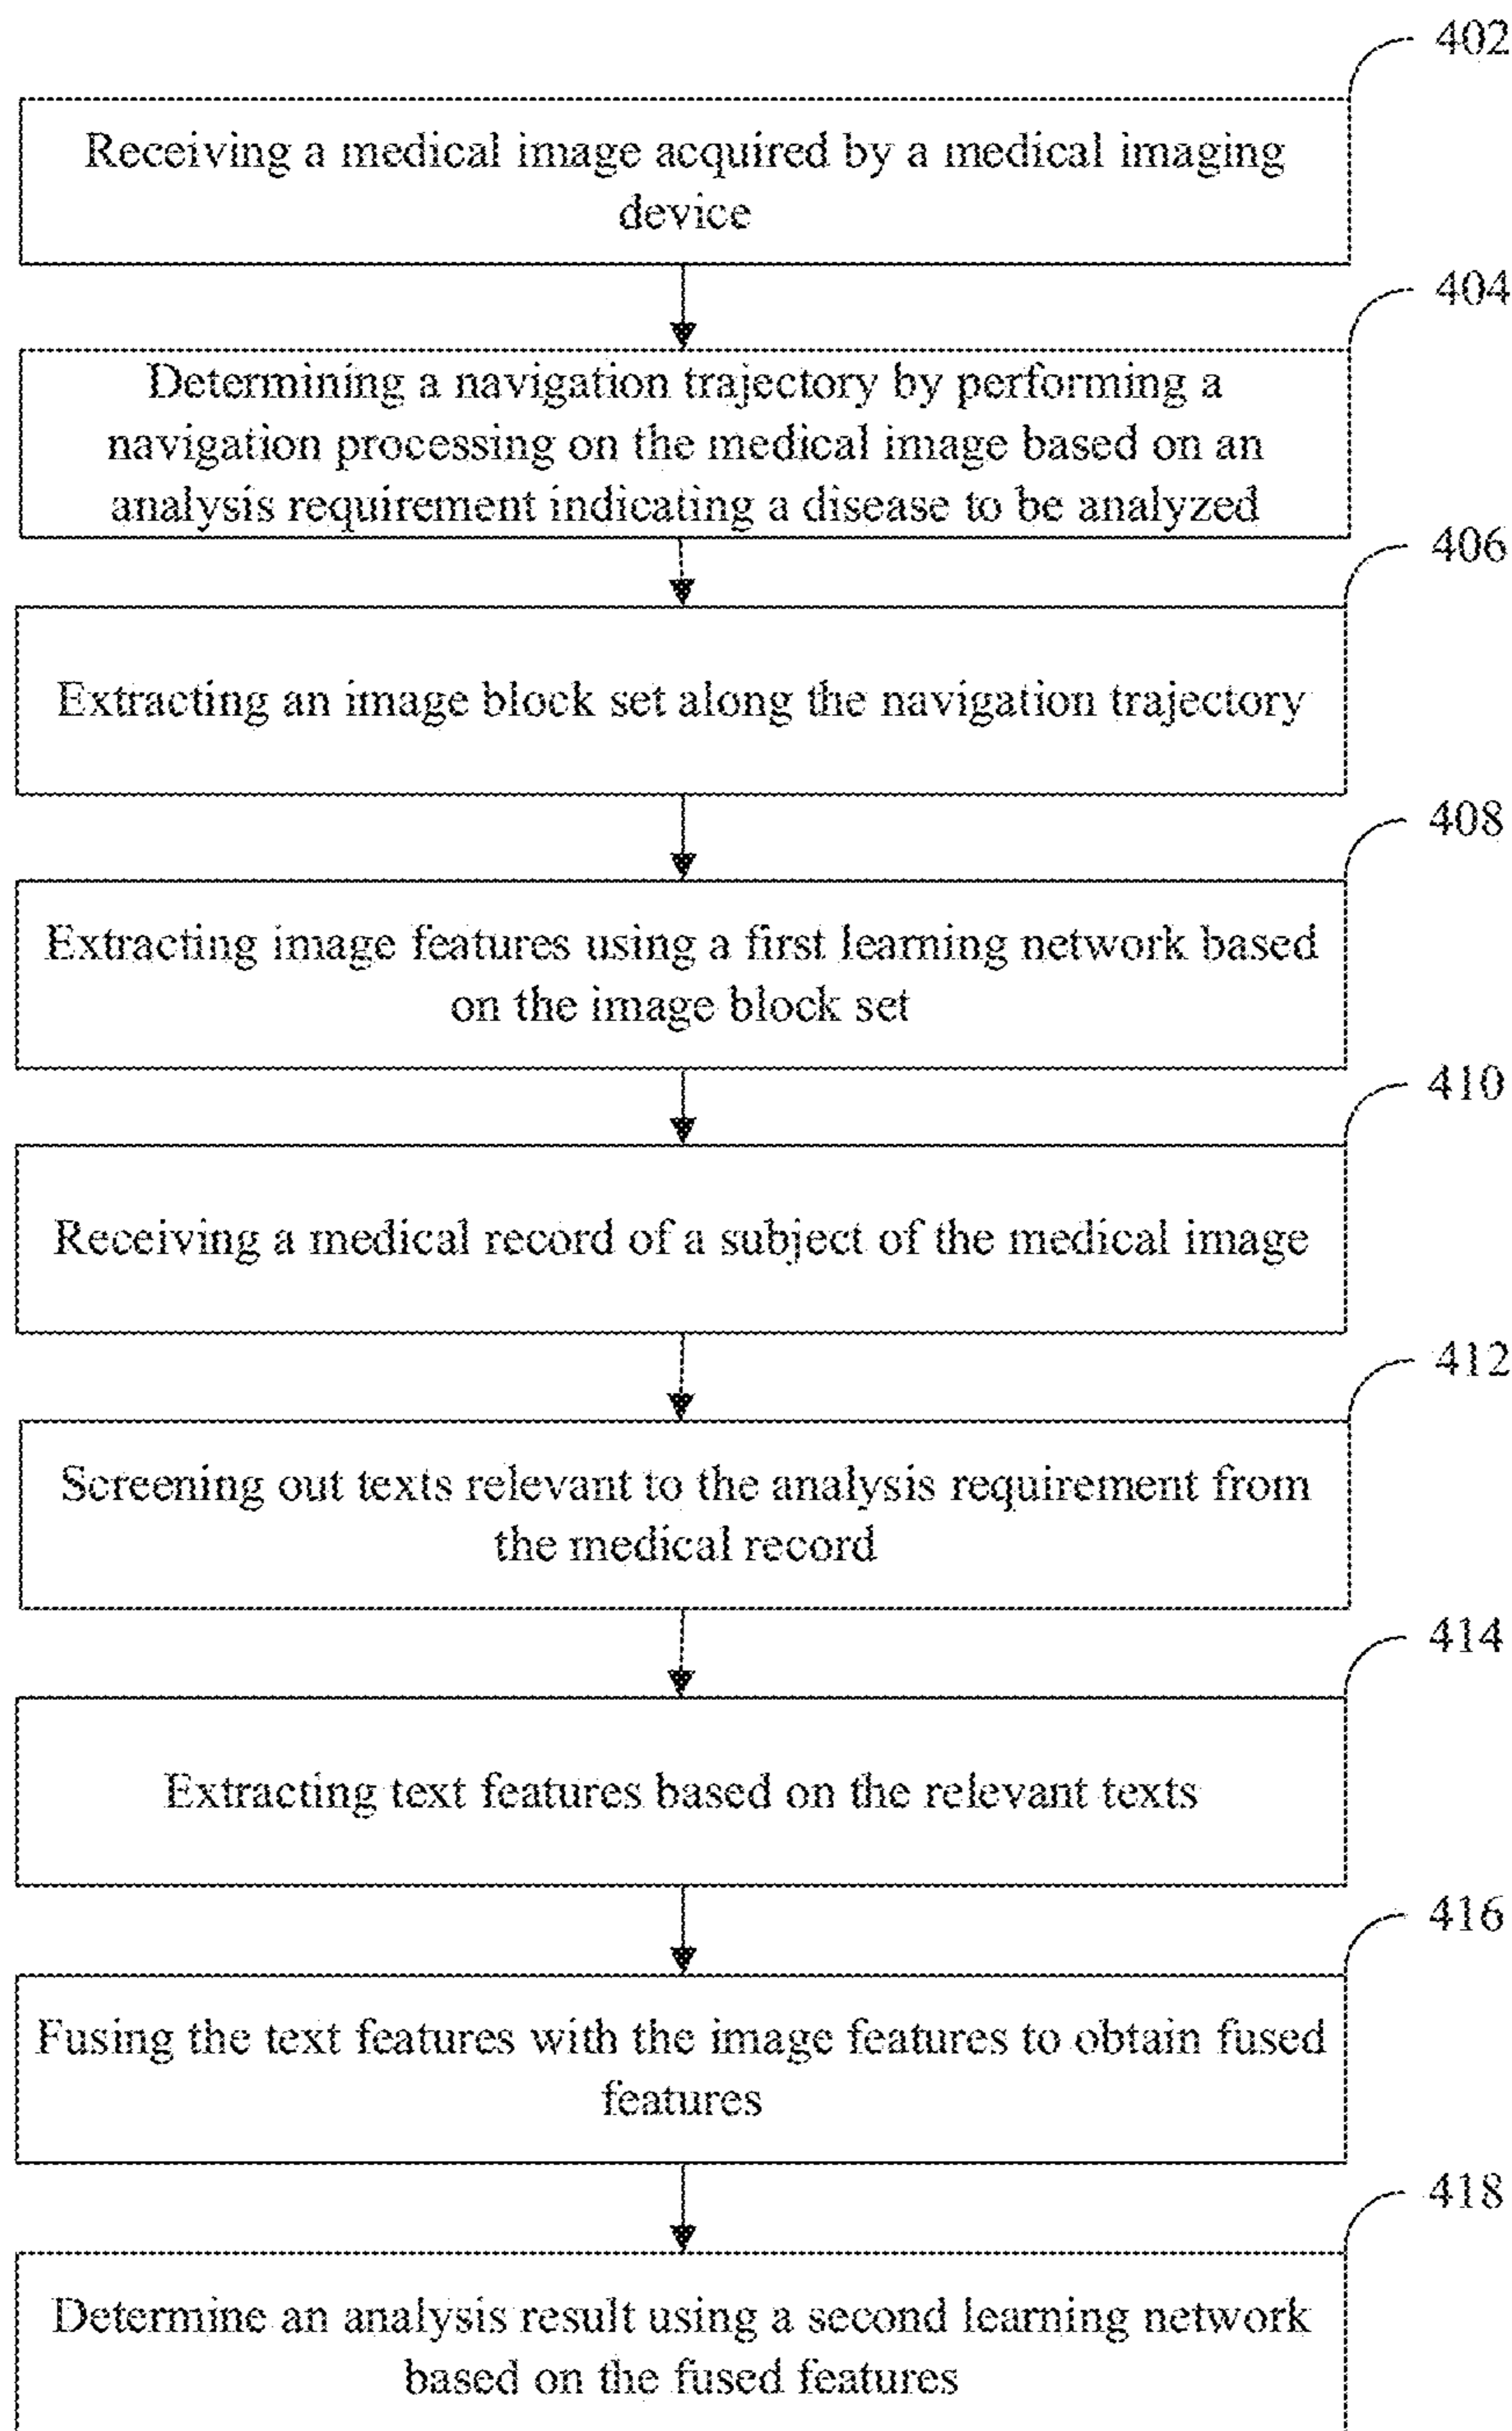 402
Receiving a medical image acquired by a medical imaging
device
404
Determining a navigation trajectory by performing a
navigation processing on the medical image based on an
analysis requirement indicating a disease to be analyzed
406
Extracting an image block set along the navigation trajectory
408
Extracting image features using a first learning network based
on the image block set
410
Receiving a medical record of a subject of the medical image
412
Screening out texts relevant to the analysis requirement from
the medical record
414
Extracting text features based on the relevant texts
416
Fusing the text features with the image features to obtain fused
features
418
Determine an analysis result using a second learning network
based on the fused features